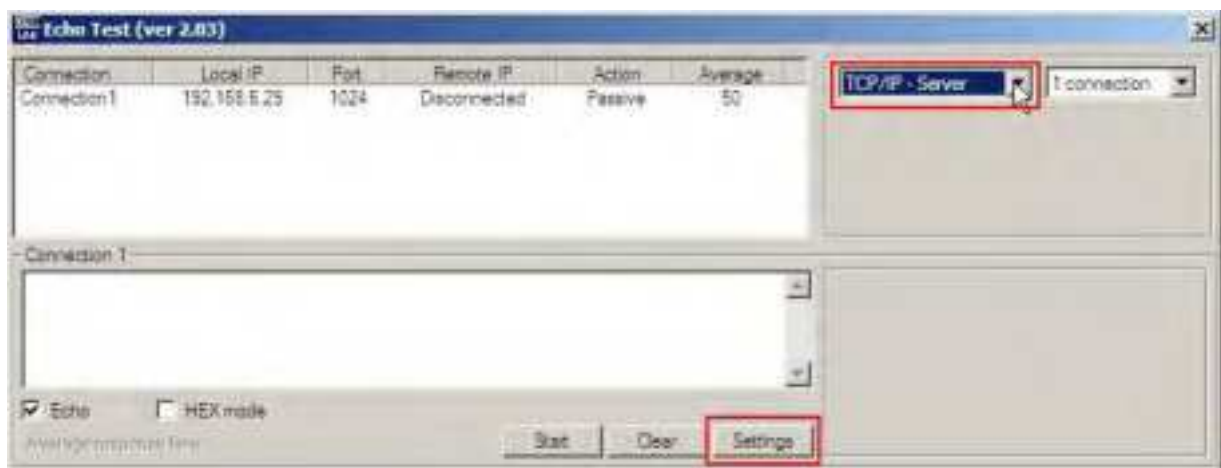 Echo Test (ver 2.03)
Connection Local IP Port Remote IP Action Average
Connection1 192.168.6.25 1024 Disconnected Passive 50
TCP/IP - Server
1 connection
Connection 1
Echo HEX mode
Average
Start Clear Settings